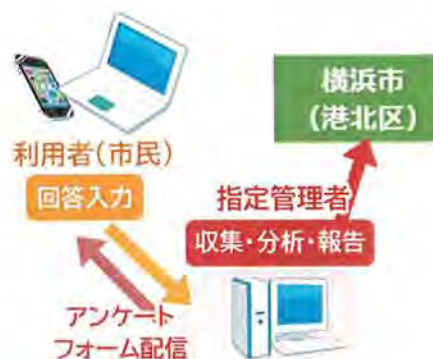 横浜市
(港北区)
利用者(市民)
回答入力
指定管理者
収集・分析・報告
アンケート
フォーム配信